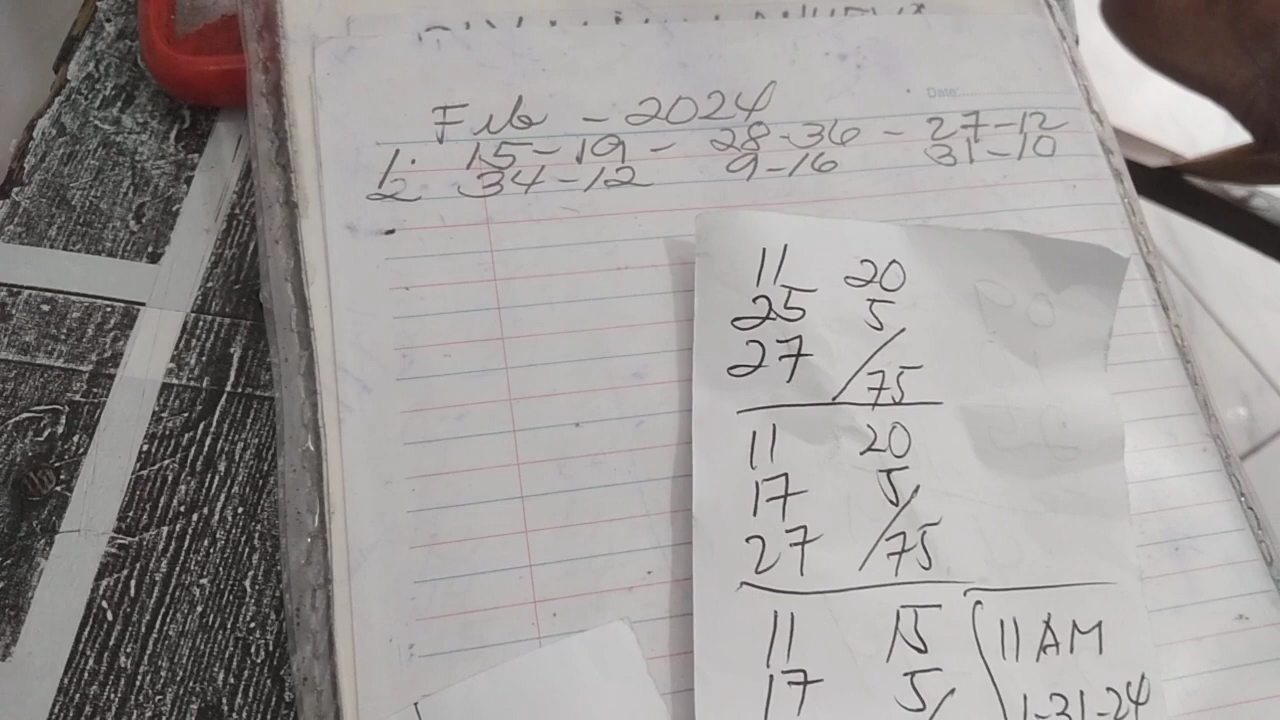 Date:
Feb - 2024
1. 15-19 - 28-36 - 27-12
2 34-12 9-16 31-10
11 20
25 5
27 /75
11 20
17 5
27 /75
11 15
17 5
11 AM
1-31-24